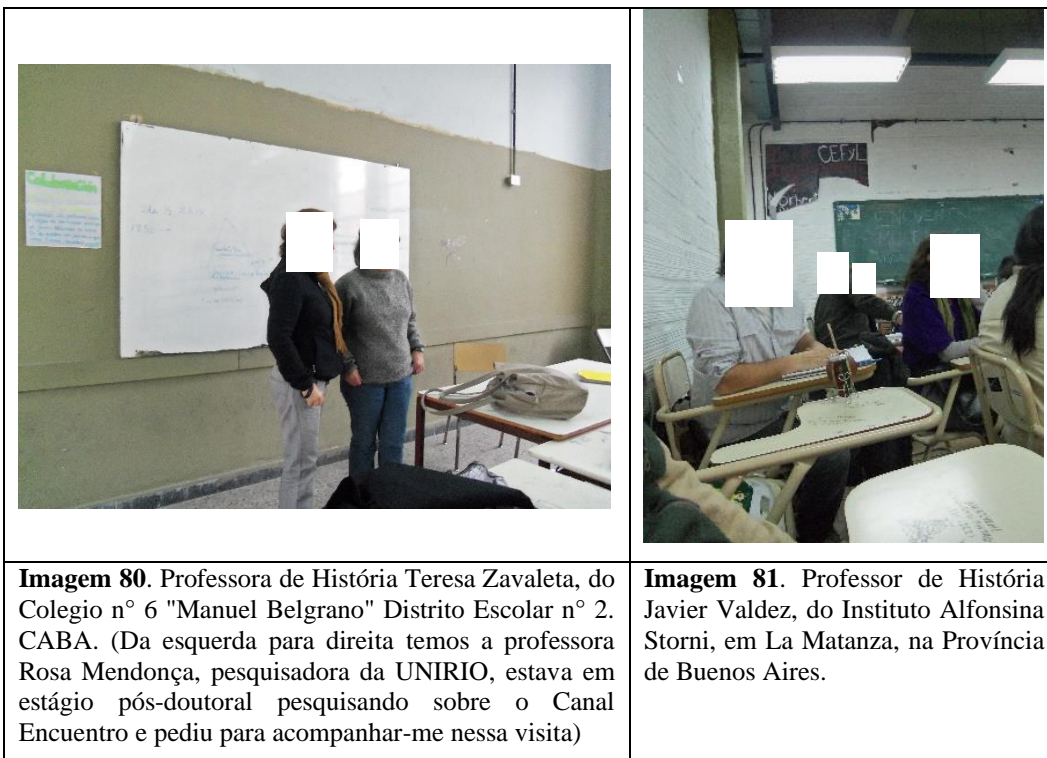 Colaboración
CEFyL
Imagem 80. Professora de História Teresa Zavaleta, do
Colegio n° 6 "Manuel Belgrano" Distrito Escolar n° 2.
CABA. (Da esquerda para direita temos a professora
Rosa Mendonça, pesquisadora da UNIRIO, estava em
estágio pós-doutoral pesquisando sobre o Canal
Encuentro e pediu para acompanhar-me nessa visita)
Imagem 81. Professor de História
Javier Valdez, do Instituto Alfonsina
Storni, em La Matanza, na Província
de Buenos Aires.